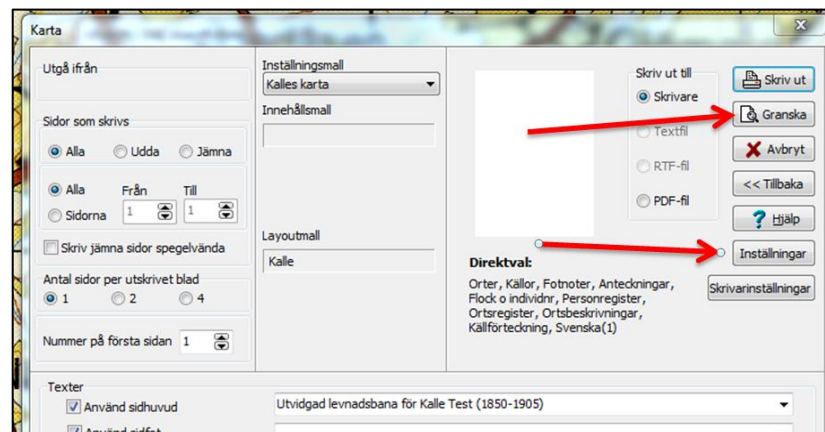 Karta
X
Utgå ifrån
Sidor som skrivs
Alla Udda Jämna
Alla Från Till
Sidorna 1 1
Skriv jämna sidor spegelvända
Antal sidor per utskrivet blad
1 2 4
Nummer på första sidan 1
Inställningsmall
Kalles karta
Innehållsmall
Layoutmall
Kalle
Skriv ut till
Skrivare
Textfil
RTF-fil
PDF-fil
Direktval:
Orter, Källor, Fotnoter, Anteckningar,
Flock o individnr, Personregister,
Ortsregister, Ortsbeskrivningar,
Källförteckning, Svenska(1)
Skriv ut
Granska
Avbryt
<< Tillbaka
? Hjälp
Inställningar
Skrivarinställningar
Texter
Använd sidhuvud Utvidgad levnadsbana för Kalle Test (1850-1905)
Använd sidfot